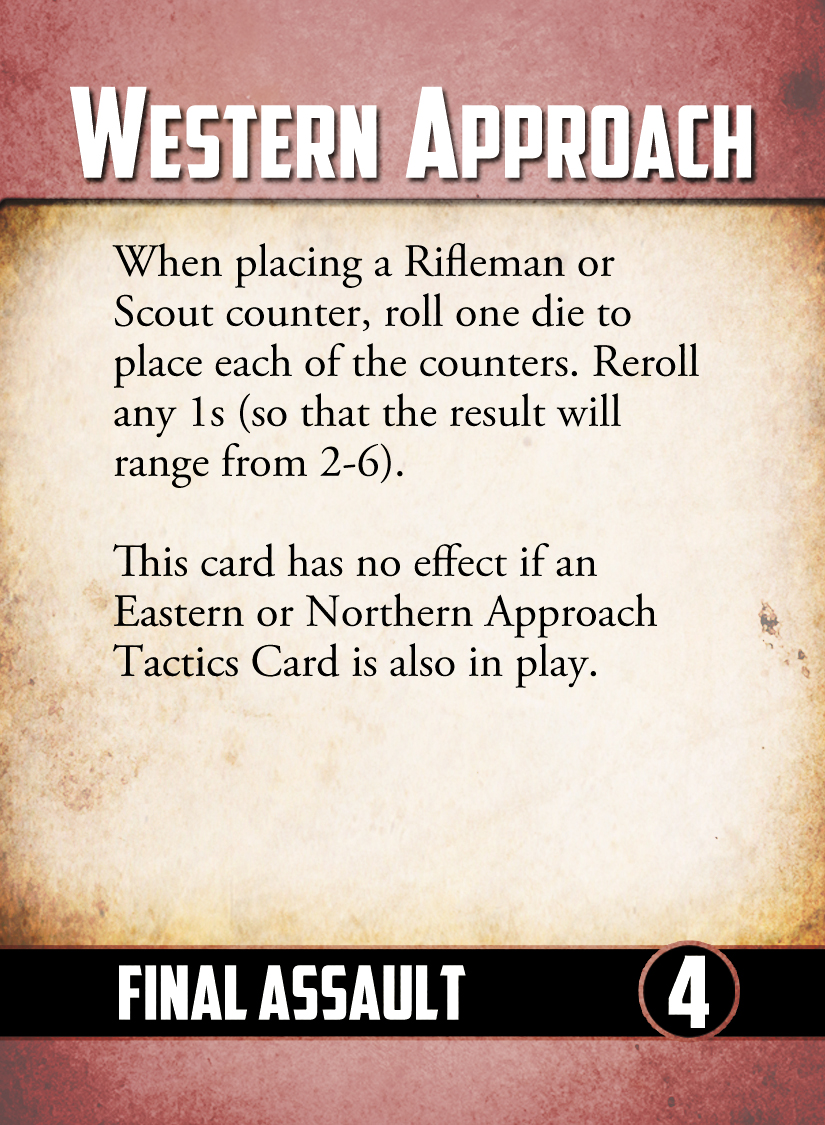 Western Approach
When placing a Rifleman or
Scout counter, roll one die to
place each of the counters. Reroll
any 1s (so that the result will
range from 2-6).
This card has no effect if an
Eastern or Northern Approach
Tactics Card is also in play.
FINAL ASSAULT
4